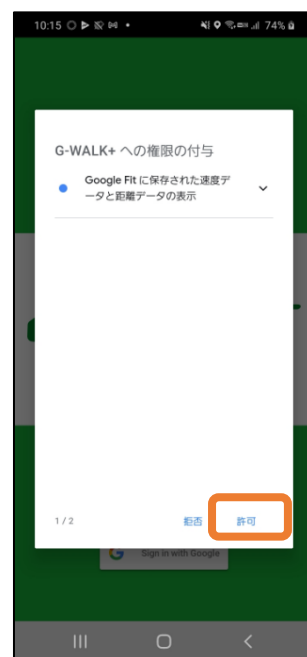 10:15 74%
G-WALK+ への権限の付与
Google Fit に保存された速度デ
ータと距離データの表示
1 / 2 拒否 許可
Sign in with Google